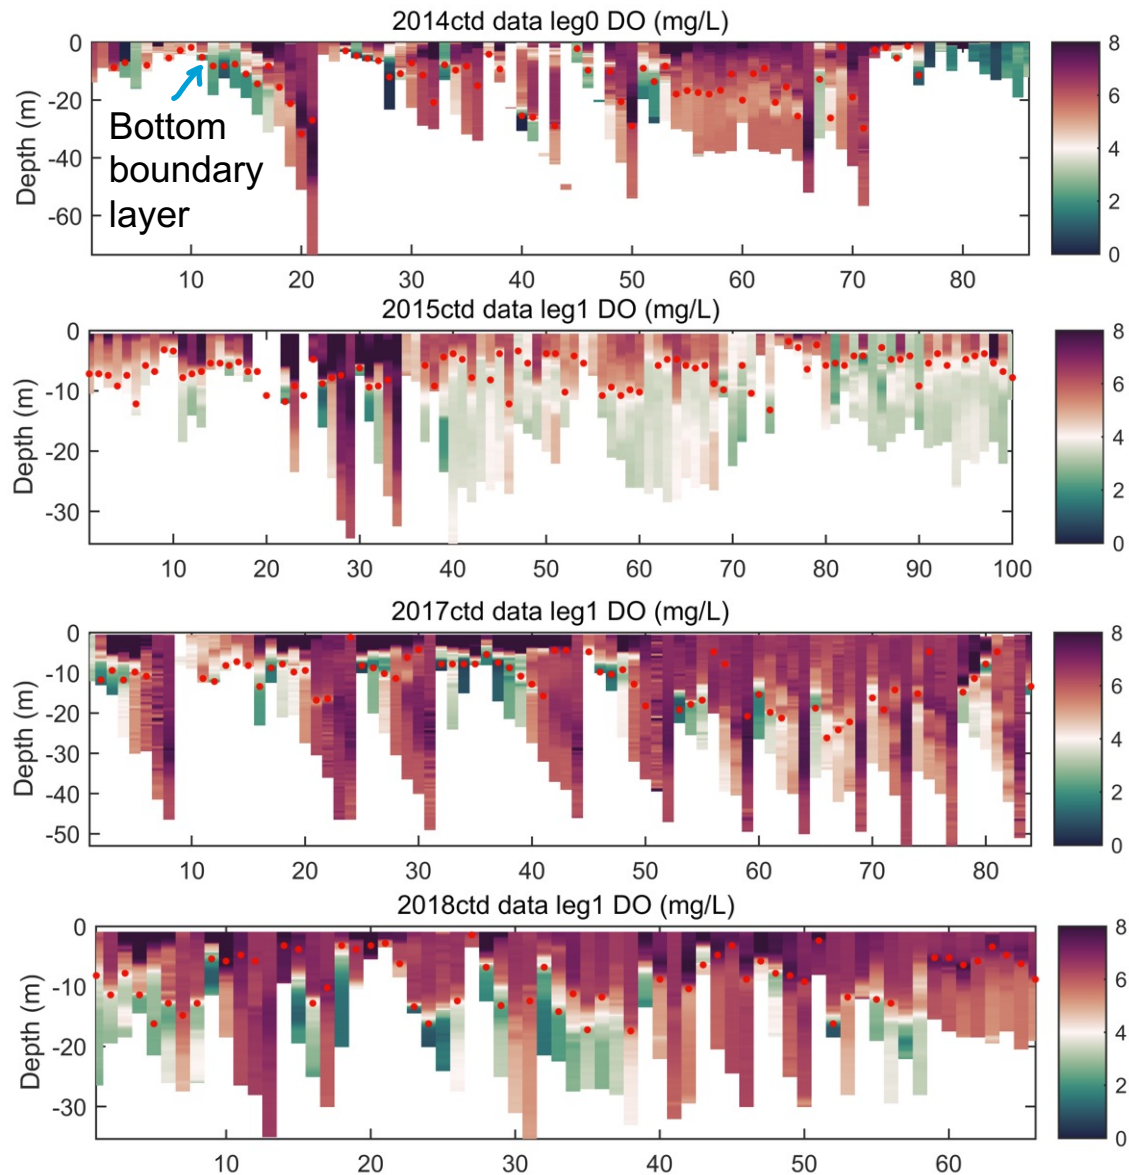 2014ctd data leg0 DO (mg/L)
0
-20
-40
-60
Depth (m)
Bottom
boundary
layer
10 20 30 40 50 60 70 80
8
6
4
2
0
2015ctd data leg1 DO (mg/L)
0
-10
-20
-30
Depth (m)
10 20 30 40 50 60 70 80 90 100
8
6
4
2
0
2017ctd data leg1 DO (mg/L)
0
-10
-20
-30
-40
-50
Depth (m)
10 20 30 40 50 60 70 80
8
6
4
2
0
2018ctd data leg1 DO (mg/L)
0
-10
-20
-30
Depth (m)
10 20 30 40 50 60
8
6
4
2
0